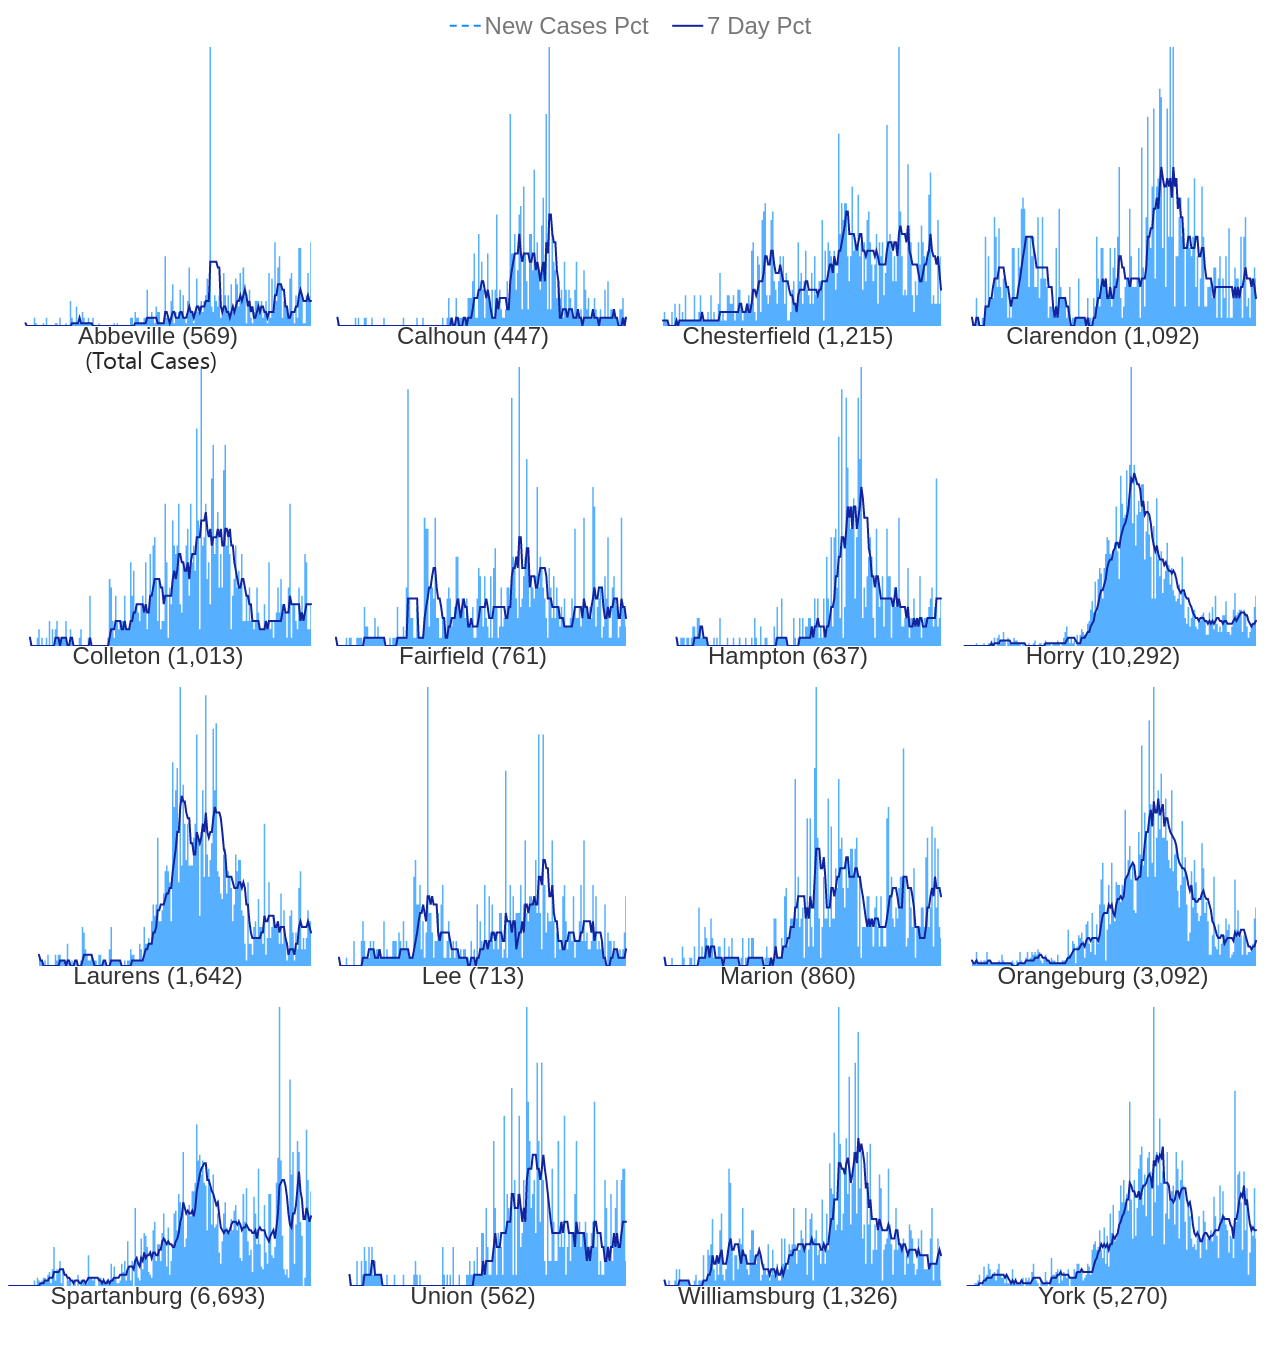 New Cases Pct 7 Day Pct
Abbeville (569) Calhoun (447) Chesterfield (1,215) Clarendon (1,092)
(Total Cases)
Colleton (1,013) Fairfield (761) Hampton (637) Horry (10,292)
Laurens (1,642) Lee (713) Marion (860) Orangeburg (3,092)
Spartanburg (6,693) Union (562) Williamsburg (1,326) York (5,270)